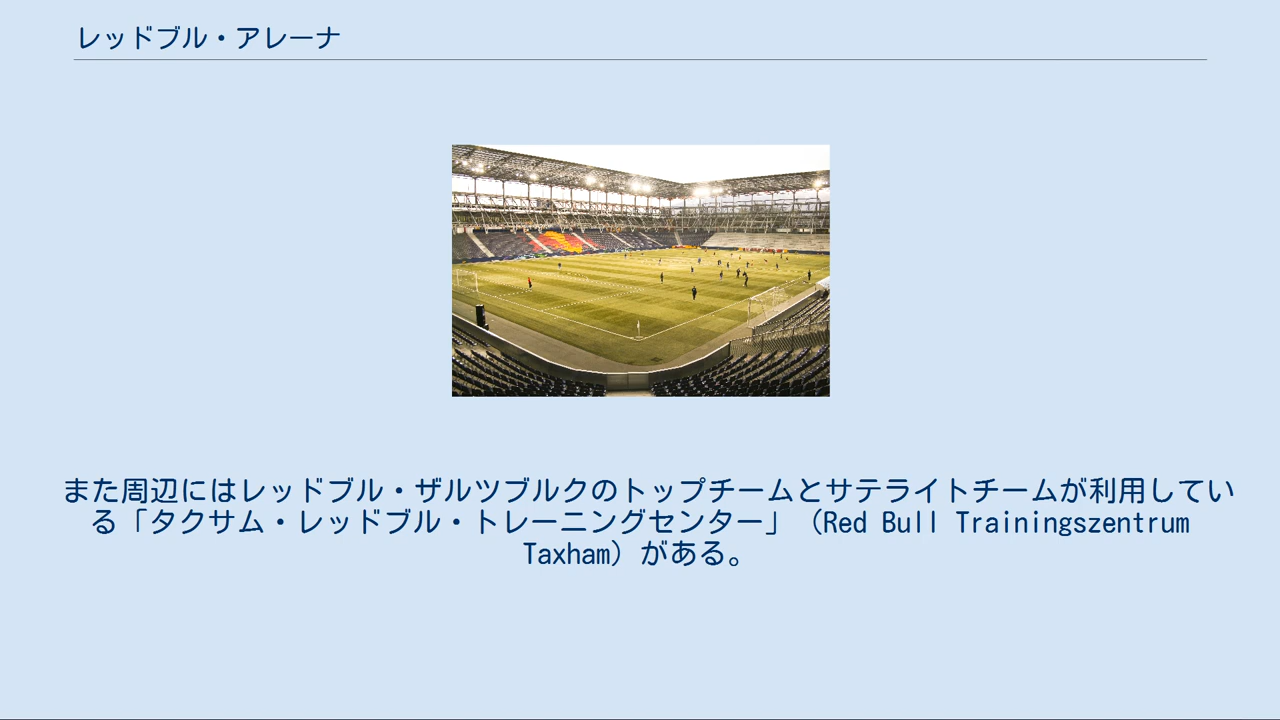 レッドブル・アレーナ
また周辺にはレッドブル・ザルツブルクのトップチームとサテライトチームが利用してい
る「タクサム・レッドブル・トレーニングセンター」（Red Bull Trainingszentrum
Taxham）がある。